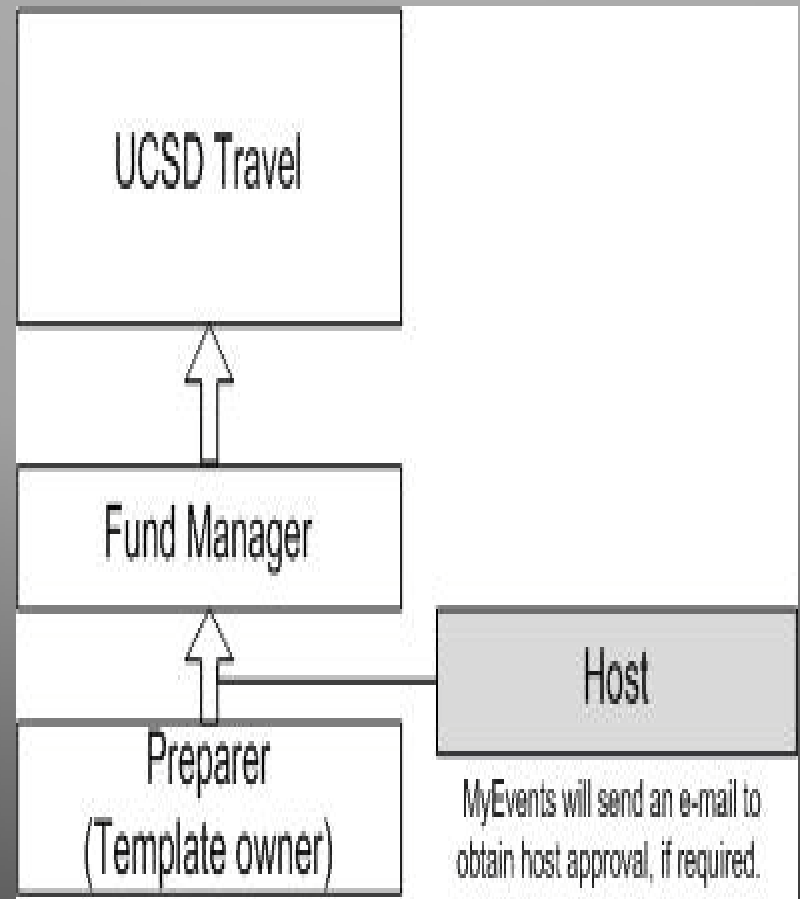 UCSD Travel
Fund Manager
Host
Preparer
(Template owner)
MyEvents will send an e-mail to
obtain host approval, if required.